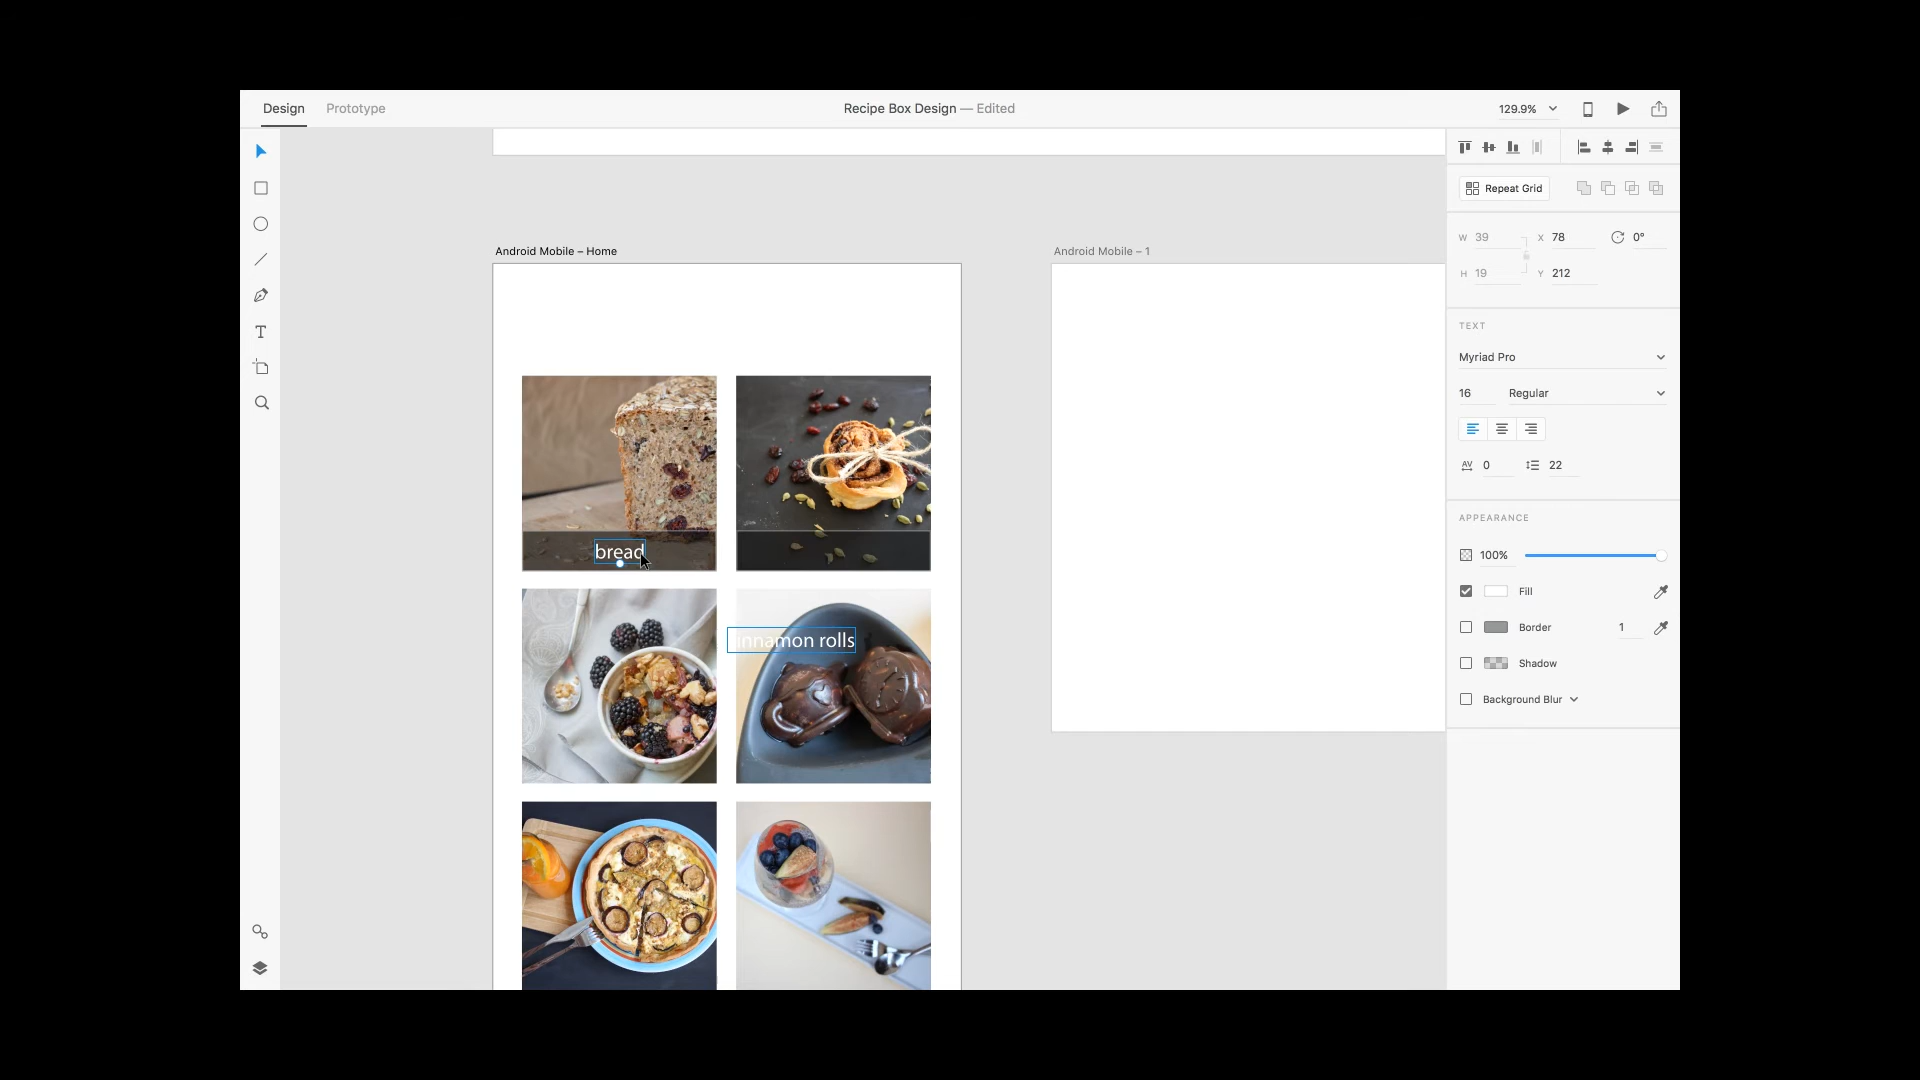 Design Prototype Recipe Box Design — Edited 129.9%
Repeat Grid
W 39 X 78 0°
H 19 Y 212
Android Mobile – Home Android Mobile – 1
TEXT
Myriad Pro
16 Regular
AV 0 22
APPEARANCE
100%
bread
Fill
Border 1
innamon rolls
Shadow
Background Blur
T